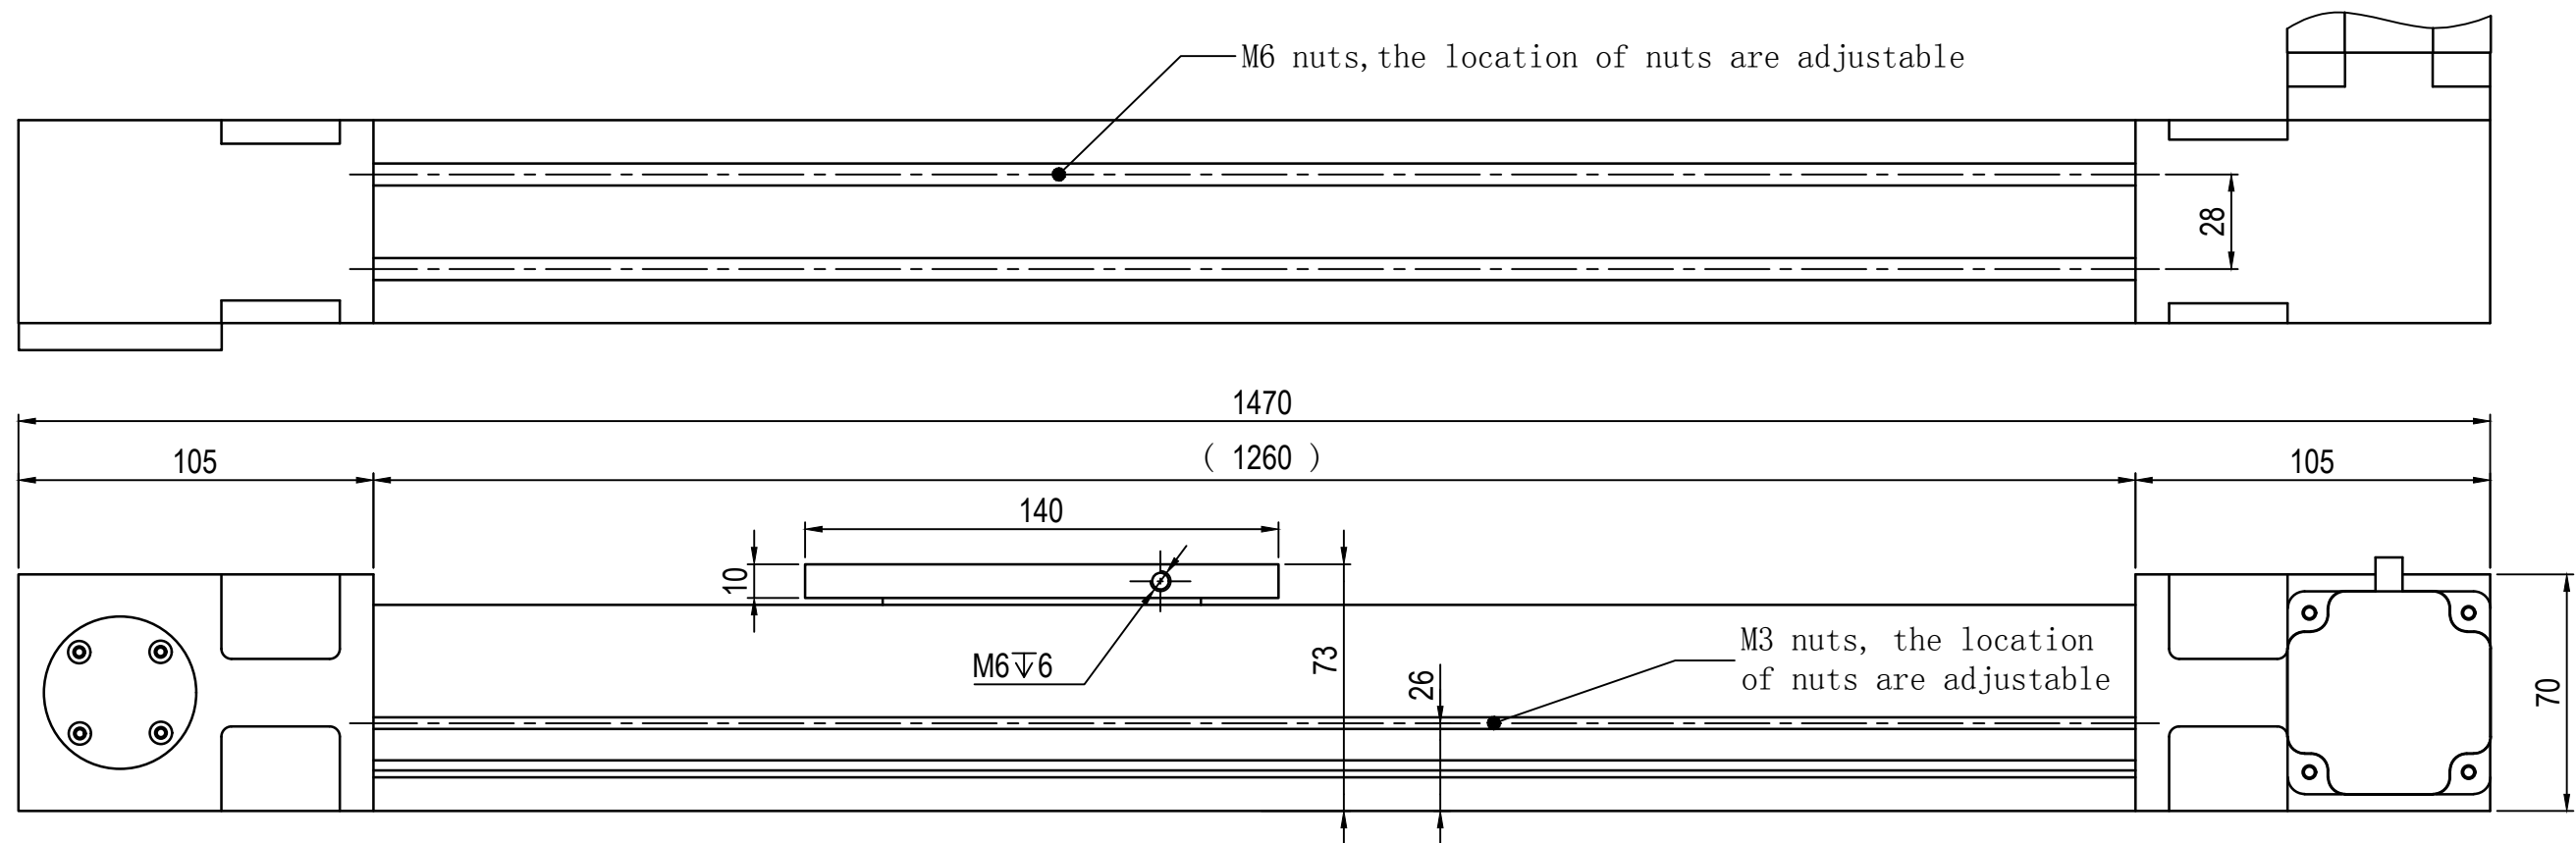 M6 nuts,the location of nuts are adjustable
28
1470
105
( 1260 )
105
140
10
M6↧6
73
26
M3 nuts, the location
of nuts are adjustable
70